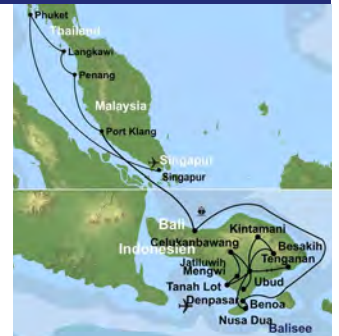 Phuket
Thailand
Langkawi
Penang
Malaysia
Port Klang
Singapur
Singapur
Bali
Kintamani
Celukanbawang
Besakih
Indonesien
Tenganan
Jatiluwih
Mengwi
Ubud
Tanah Lot
Denpasar
Benoa
Nusa Dua
Balisee